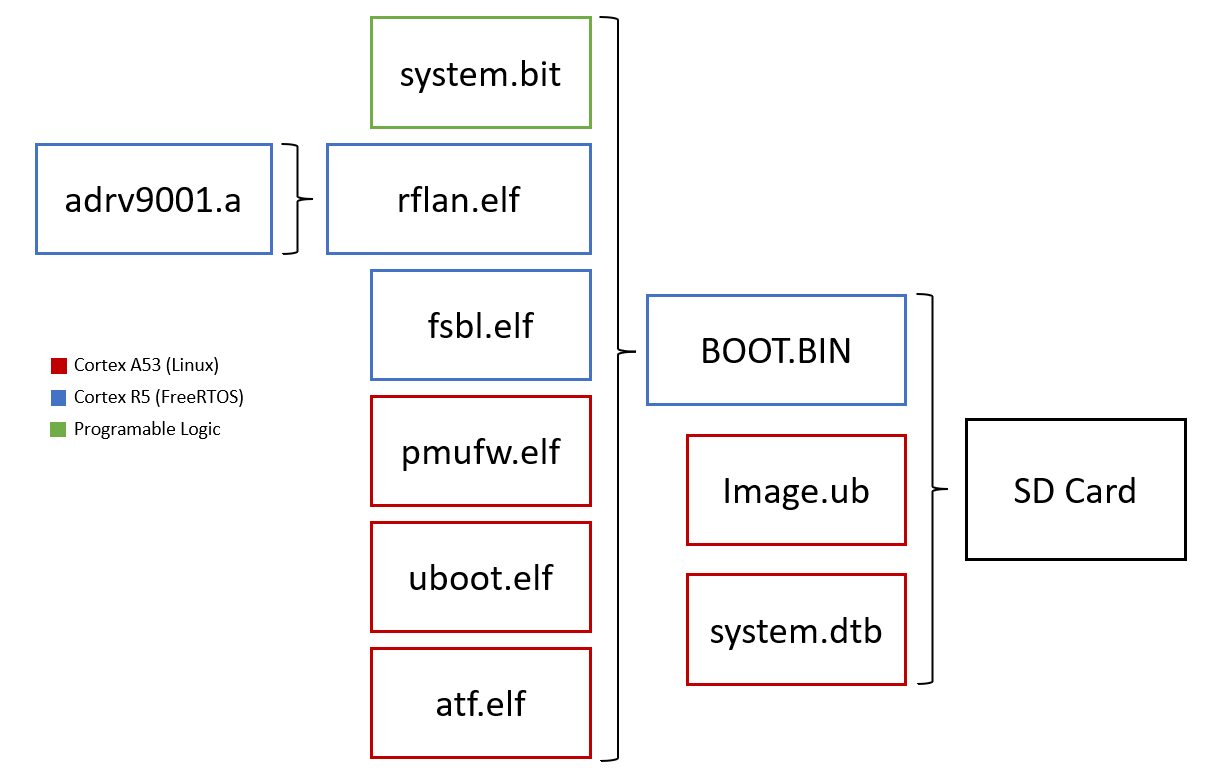 system.bit
adrv9001.a
rflan.elf
fsbl.elf
BOOT.BIN
Cortex A53 (Linux)
Cortex R5 (FreeRTOS)
Programable Logic
pmufw.elf
Image.ub
SD Card
uboot.elf
system.dtb
atf.elf